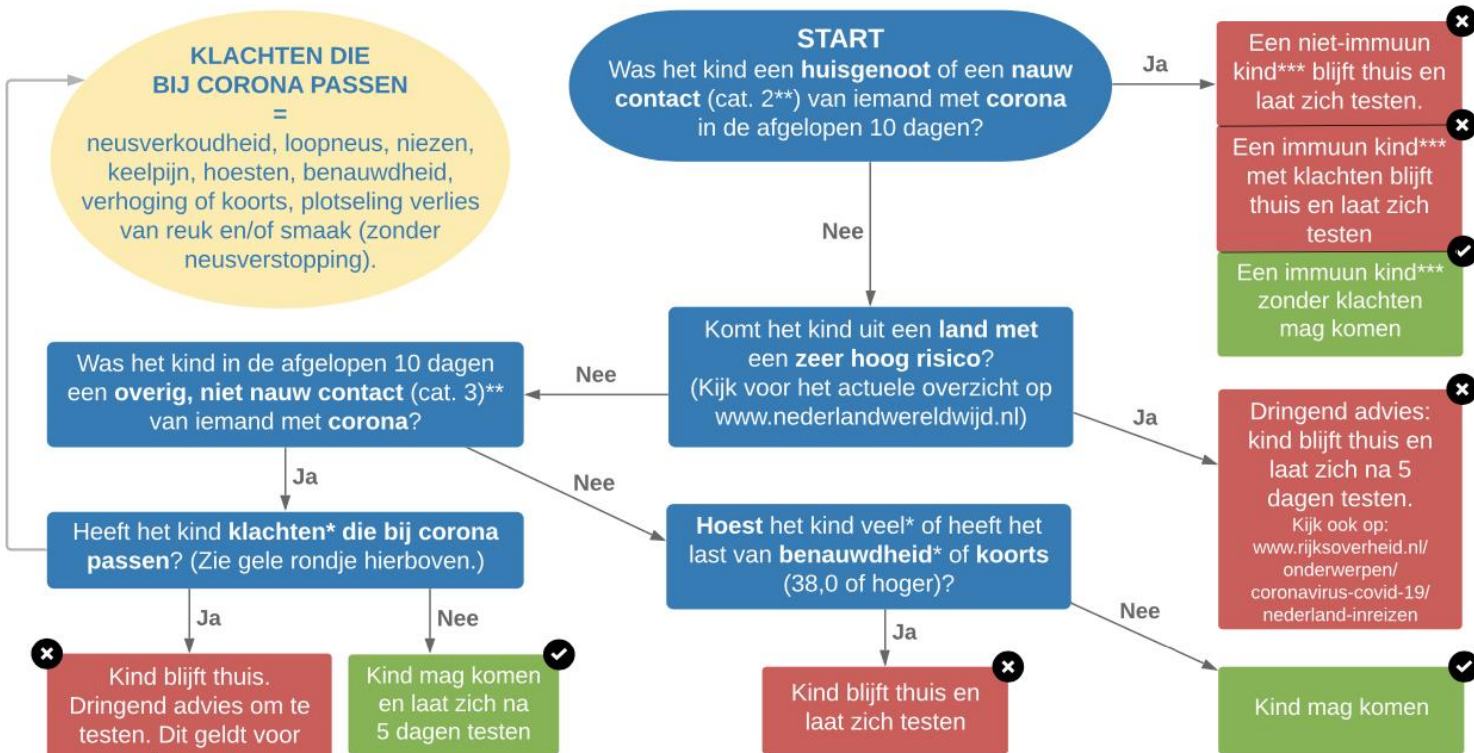 KLACHTEN DIE
BIJ CORONA PASSEN
=
neusverkoudheid, loopneus, niezen,
keelpijn, hoesten, benauwdheid,
verhoging of koorts, plotseling verlies
van reuk en/of smaak (zonder
neusverstopping).
START
Was het kind een huisgenoot of een nauw
contact (cat. 2**) van iemand met corona
in de afgelopen 10 dagen?
Ja
Een niet-immuun
kind*** blijft thuis en
laat zich testen.
Een immuun kind***
met klachten blijft
thuis en laat zich
testen
Een immuun kind***
zonder klachten
mag komen
Nee
Komt het kind uit een land met
een zeer hoog risico?
(Kijk voor het actuele overzicht op
www.nederlandwereldwijd.nl)
Nee
Ja
Dringend advies:
kind blijft thuis en
laat zich na 5
dagen testen.
Kijk ook op:
www.rijksoverheid.nl/
onderwerpen/
coronavirus-covid-19/
nederland-inreizen
Was het kind in de afgelopen 10 dagen
een overig, niet nauw contact (cat. 3)**
van iemand met corona?
Ja
Nee
Heeft het kind klachten* die bij corona
passen? (Zie gele rondje hierboven.)
Hoest het kind veel* of heeft het
last van benauwdheid* of koorts
(38,0 of hoger)?
Ja
Nee
Ja
Nee
Kind blijft thuis.
Dringend advies om te
testen. Dit geldt voor
Kind mag komen
en laat zich na
5 dagen testen
Kind blijft thuis en
laat zich testen
Kind mag komen